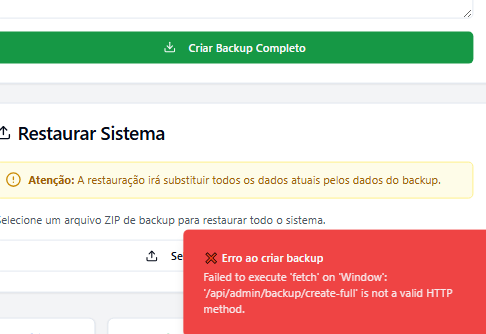 Criar Backup Completo
Restaurar Sistema
Atenção: A restauração irá substituir todos os dados atuais pelos dados do backup.
Selecione um arquivo ZIP de backup para restaurar todo o sistema.
Se
❌ Erro ao criar backup
Failed to execute 'fetch' on 'Window':
'/api/admin/backup/create-full' is not a valid HTTP
method.